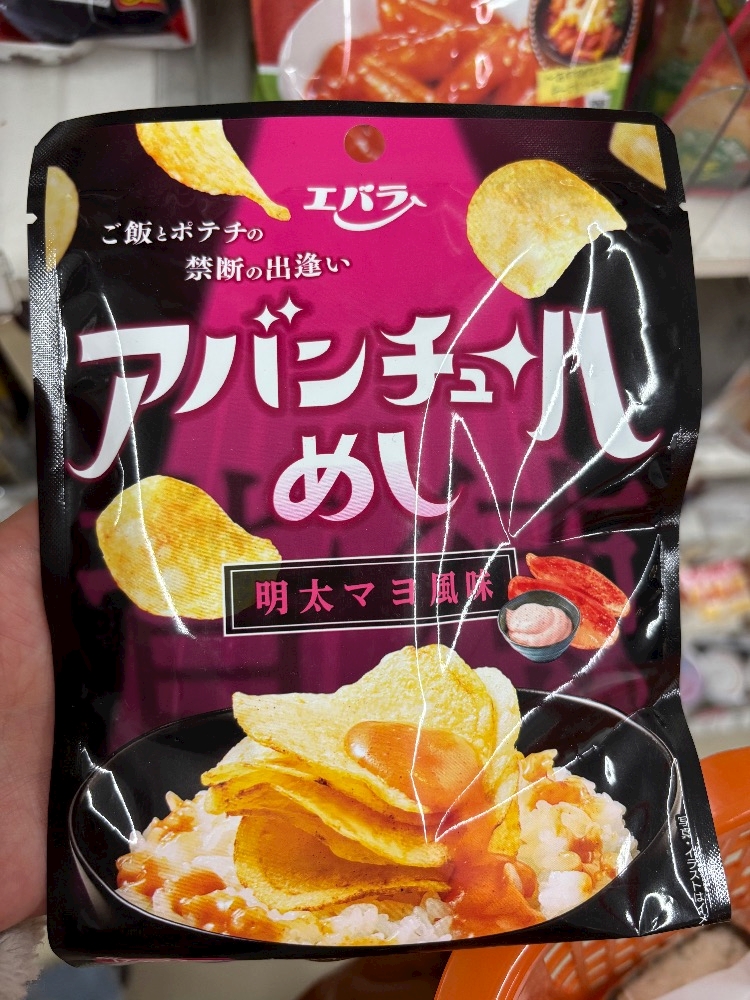 エバラ
ご飯とポテチの
禁断の出逢い
アバンチュール
めし
明太マヨ風味